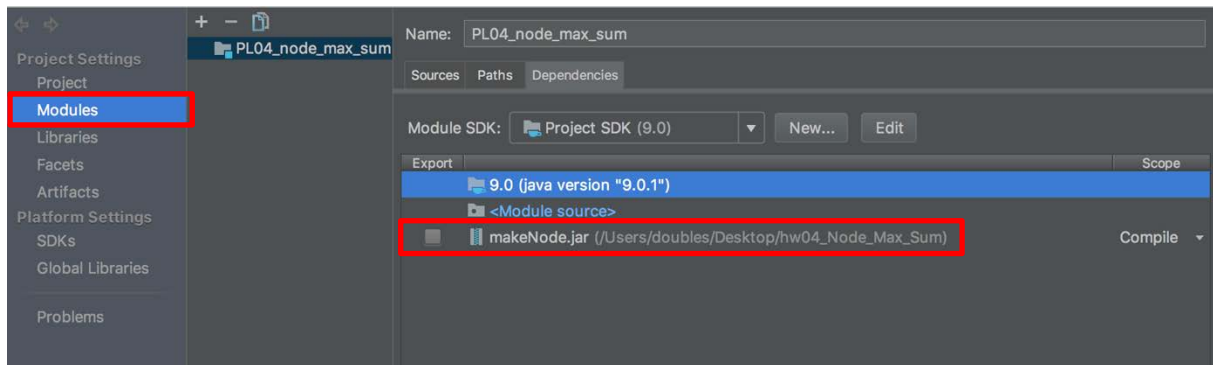 Project Settings
Project
Modules
Libraries
Facets
Artifacts
Platform Settings
SDKs
Global Libraries
Problems
PL04_node_max_sum
Name: PL04_node_max_sum
Sources Paths Dependencies
Module SDK: Project SDK (9.0) New... Edit
Export Scope
9.0 (java version "9.0.1")
<Module source>
makeNode.jar (/Users/doubles/Desktop/hw04_Node_Max_Sum) Compile